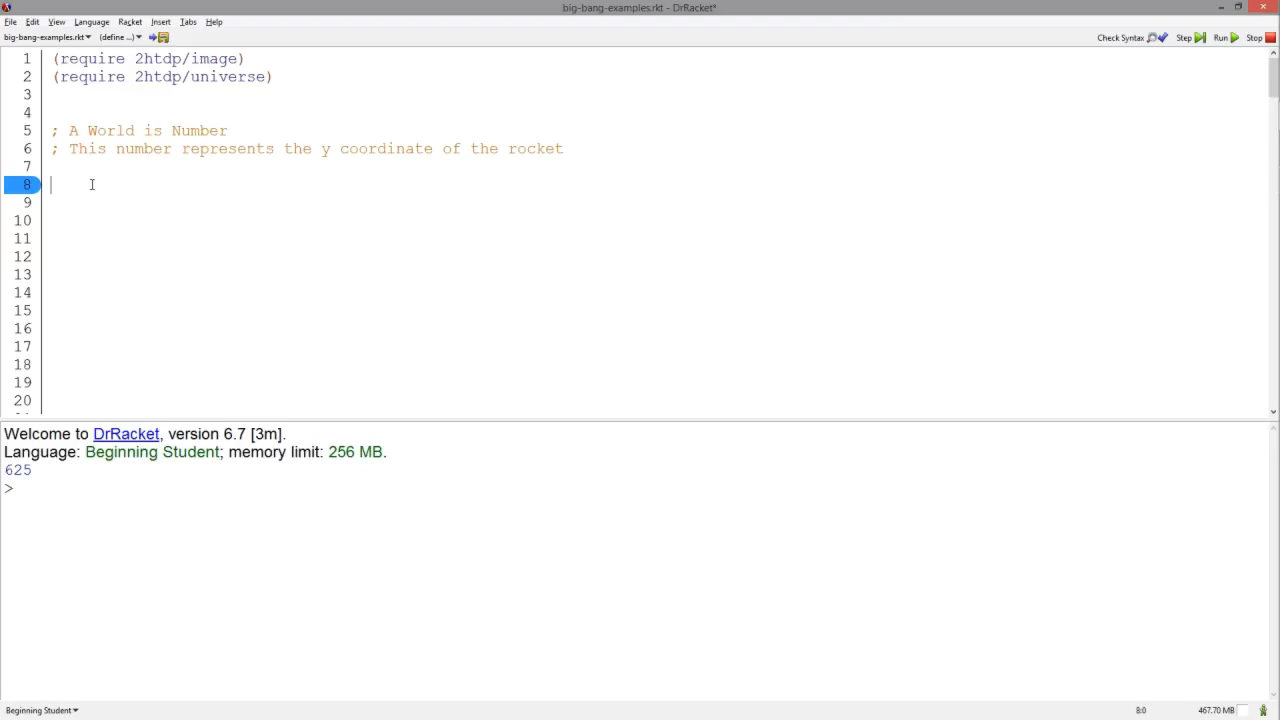 big-bang-examples.rkt - DrRacket*
File Edit View Language Racket Insert Tabs Help
big-bang-examples.rkt (define ...) Check Syntax Step Run Stop
1 (require 2htdp/image)
2 (require 2htdp/universe)
3
4
5 ; A World is Number
6 ; This number represents the y coordinate of the rocket
7
8
9
10
11
12
13
14
15
16
17
18
19
20
Welcome to DrRacket, version 6.7 [3m].
Language: Beginning Student; memory limit: 256 MB.
625
>
Beginning Student 8:0 467.70 MB